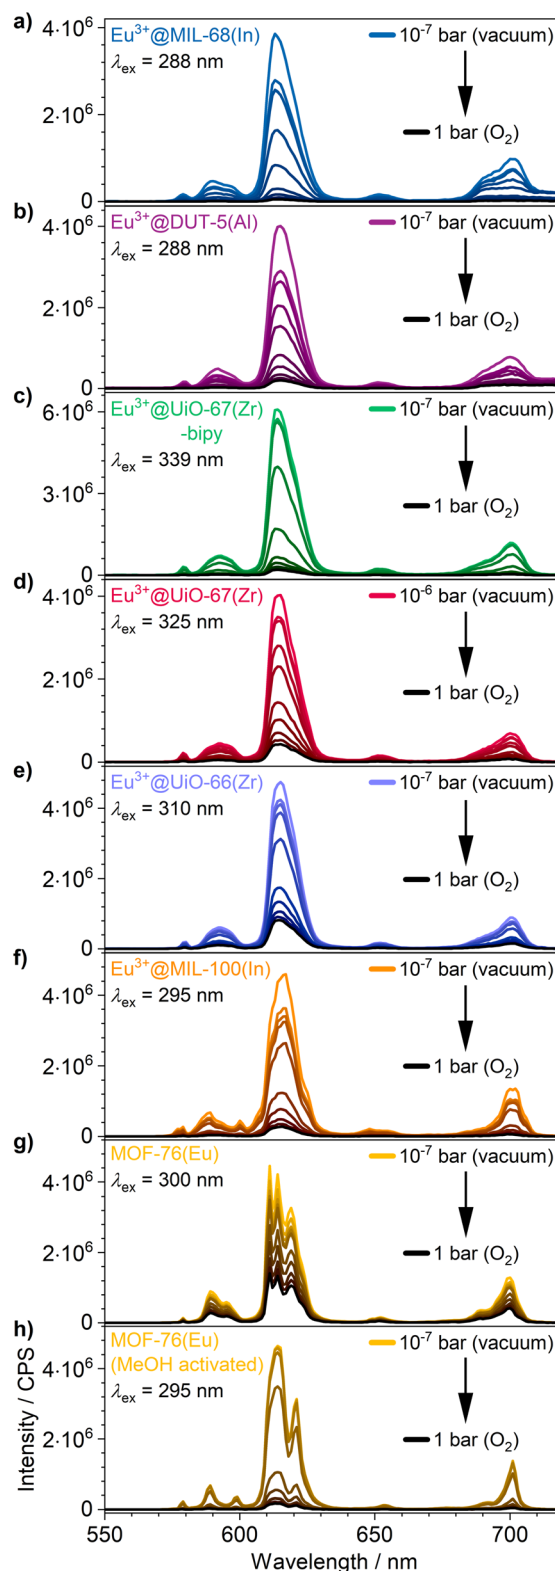 a)
Eu³⁺@MIL-68(In)
λex = 288 nm
10⁻⁷ bar (vacuum)
1 bar (O₂)
4·10⁶
2·10⁶
0
b)
Eu³⁺@DUT-5(Al)
λex = 288 nm
10⁻⁷ bar (vacuum)
1 bar (O₂)
4·10⁶
2·10⁶
0
c)
Eu³⁺@UiO-67(Zr)
-bipy
λex = 339 nm
10⁻⁷ bar (vacuum)
1 bar (O₂)
6·10⁶
3·10⁶
0
d)
Eu³⁺@UiO-67(Zr)
λex = 325 nm
10⁻⁶ bar (vacuum)
1 bar (O₂)
4·10⁶
2·10⁶
0
e)
Eu³⁺@UiO-66(Zr)
λex = 310 nm
10⁻⁷ bar (vacuum)
1 bar (O₂)
4·10⁶
2·10⁶
0
f)
Eu³⁺@MIL-100(In)
λex = 295 nm
10⁻⁷ bar (vacuum)
1 bar (O₂)
4·10⁶
2·10⁶
0
g)
MOF-76(Eu)
λex = 300 nm
10⁻⁷ bar (vacuum)
1 bar (O₂)
4·10⁶
2·10⁶
0
h)
MOF-76(Eu)
(MeOH activated)
λex = 295 nm
10⁻⁷ bar (vacuum)
1 bar (O₂)
4·10⁶
2·10⁶
0
Intensity / CPS
550 600 650 700
Wavelength / nm